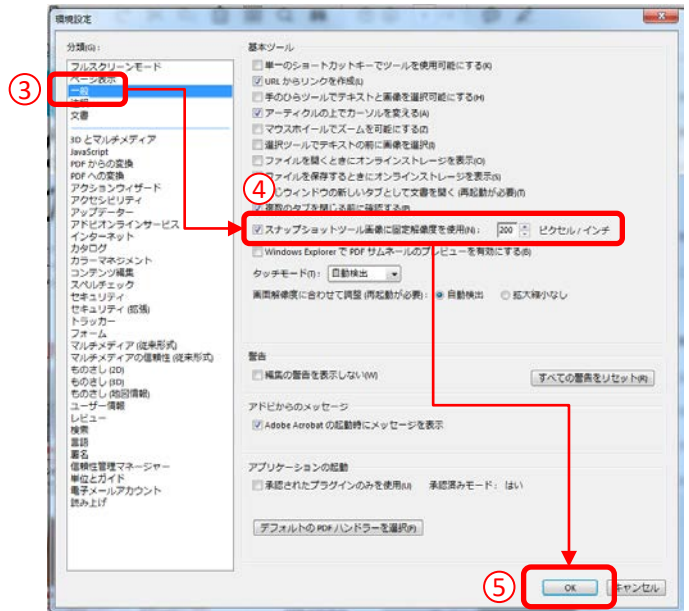 環境設定
分類(G):
フルスクリーンモード
ページ表示
一般
注釈
文書
3D とマルチメディア
JavaScript
PDF からの変換
PDF への変換
アクションウィザード
アクセシビリティ
アップデーター
アドビオンラインサービス
インターネット
カタログ
カラーマネジメント
コンテンツ編集
スペルチェック
セキュリティ
セキュリティ (拡張)
トラッカー
フォーム
マルチメディア (従来形式)
マルチメディアの信頼性 (従来形式)
ものさし (2D)
ものさし (3D)
ものさし (地図情報)
ユーザー情報
レビュー
検索
言語
署名
信頼性管理マネージャー
単位とガイド
電子メールアカウント
読み上げ
③
基本ツール
単一のショートカットキーでツールを使用可能にする(K)
URL からリンクを作成(L)
手のひらツールでテキストと画像を選択可能にする(H)
アーティクルの上でカーソルを変える(A)
マウスホイールでズームを可能にする(Z)
選択ツールでテキストの前に画像を選択(I)
ファイルを開くときにオンラインストレージを表示(O)
ファイルを保存するときにオンラインストレージを表示(S)
④
じウィンドウの新しいタブとして文書を開く (再起動が必要)(T)
複数のタブを閉じる前に確認する(P)
スナップショットツール画像に固定解像度を使用(N): 200 ピクセル / インチ
Windows Explorer で PDF サムネールのプレビューを有効にする(B)
タッチモード(T): 自動検出
画面解像度に合わせて調整 (再起動が必要): 自動検出 拡大縮小なし
警告
編集の警告を表示しない(W)
すべての警告をリセット(R)
アドビからのメッセージ
Adobe Acrobat の起動時にメッセージを表示
アプリケーションの起動
承認されたプラグインのみを使用(U) 承認済みモード: はい
デフォルトの PDF ハンドラーを選択(P)
⑤
OK
キャンセル